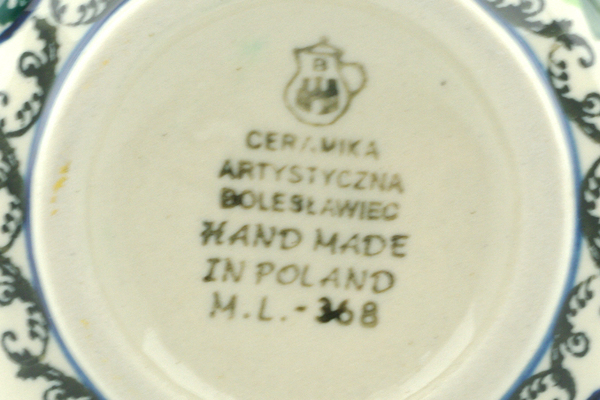 B
CERAMIKA
ARTYSTYCZNA
BOLESŁAWIEC
HAND MADE
IN POLAND
M.L.-368